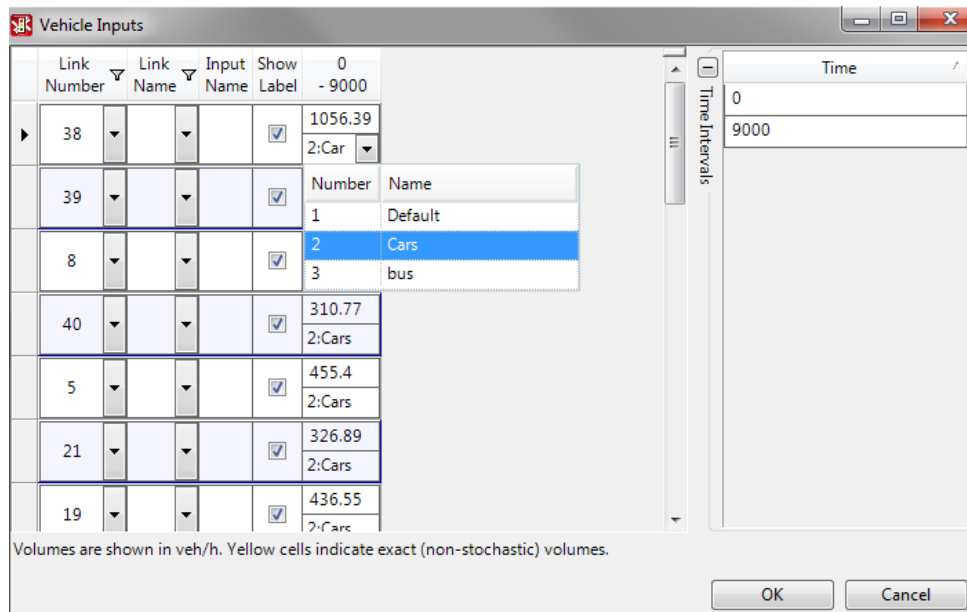 Vehicle Inputs
Link Number Link Name Input Name Show Label 0 - 9000
38 1056.39
2:Car
39
8
Number Name
1 Default
2 Cars
3 bus
40 310.77
2:Cars
5 455.4
2:Cars
21 326.89
2:Cars
19 436.55
2:Cars
Time Intervals
Time
0
9000
Volumes are shown in veh/h. Yellow cells indicate exact (non-stochastic) volumes.
OK Cancel